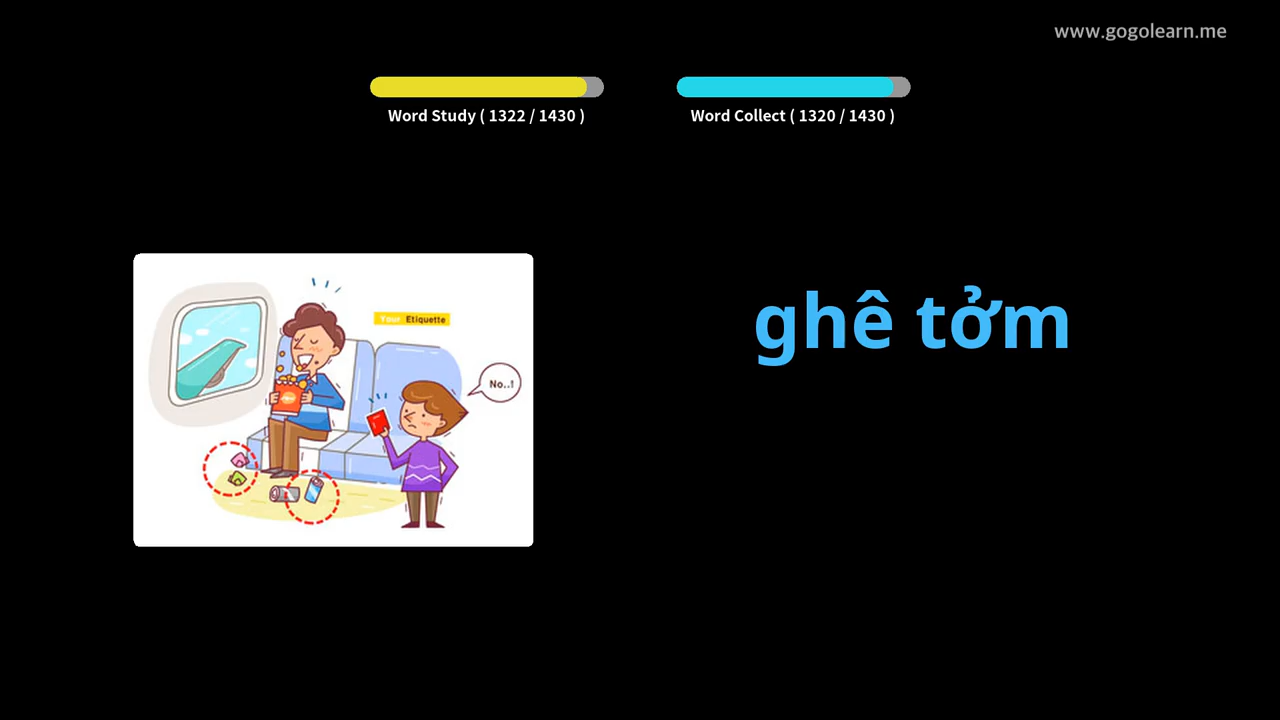 www.gogolearn.me
Word Study ( 1322 / 1430 )
Word Collect ( 1320 / 1430 )
Your Etiquette
No..!
ghê tởm